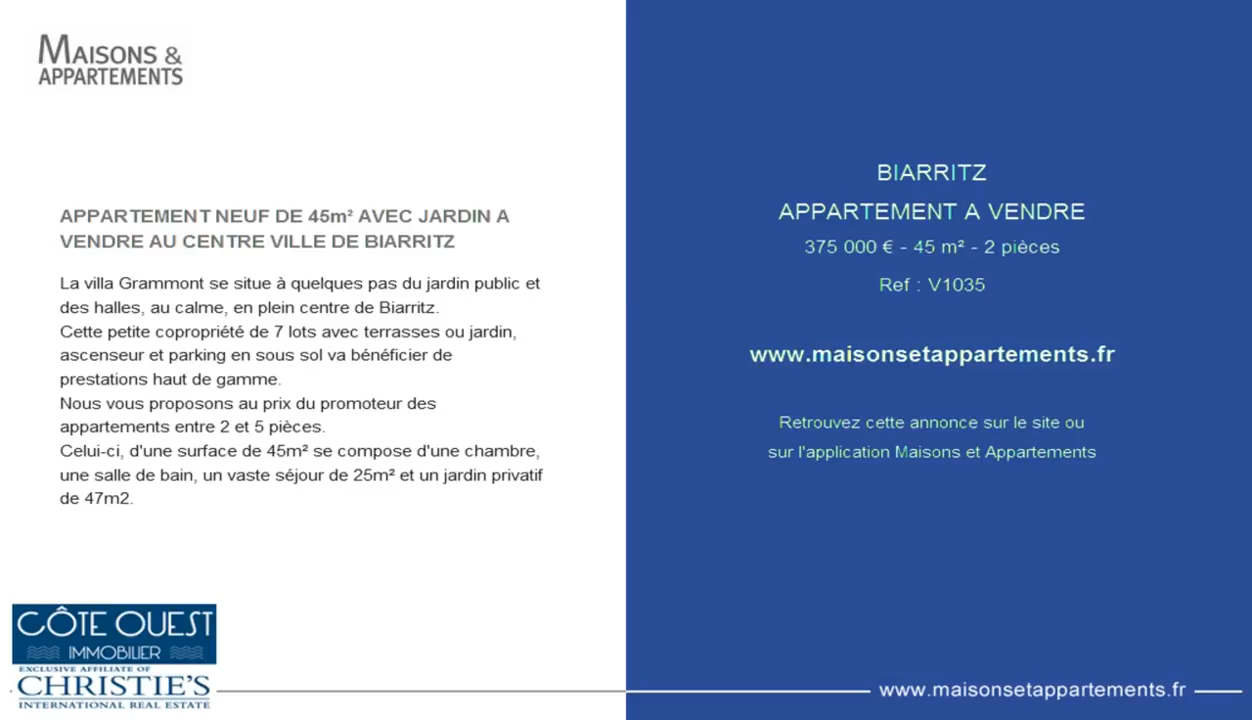 MAISONS &
APPARTEMENTS
APPARTEMENT NEUF DE 45m² AVEC JARDIN A
VENDRE AU CENTRE VILLE DE BIARRITZ
La villa Grammont se situe à quelques pas du jardin public et
des halles, au calme, en plein centre de Biarritz.
Cette petite copropriété de 7 lots avec terrasses ou jardin,
ascenseur et parking en sous sol va bénéficier de
prestations haut de gamme.
Nous vous proposons au prix du promoteur des
appartements entre 2 et 5 pièces.
Celui-ci, d'une surface de 45m² se compose d'une chambre,
une salle de bain, un vaste séjour de 25m² et un jardin privatif
de 47m2.
CÔTE OUEST
IMMOBILIER
EXCLUSIVE AFFILIATE OF
CHRISTIE'S
INTERNATIONAL REAL ESTATE
BIARRITZ
APPARTEMENT A VENDRE
375 000 € - 45 m² - 2 pièces
Ref : V1035
www.maisonsetappartements.fr
Retrouvez cette annonce sur le site ou
sur l'application Maisons et Appartements
www.maisonsetappartements.fr